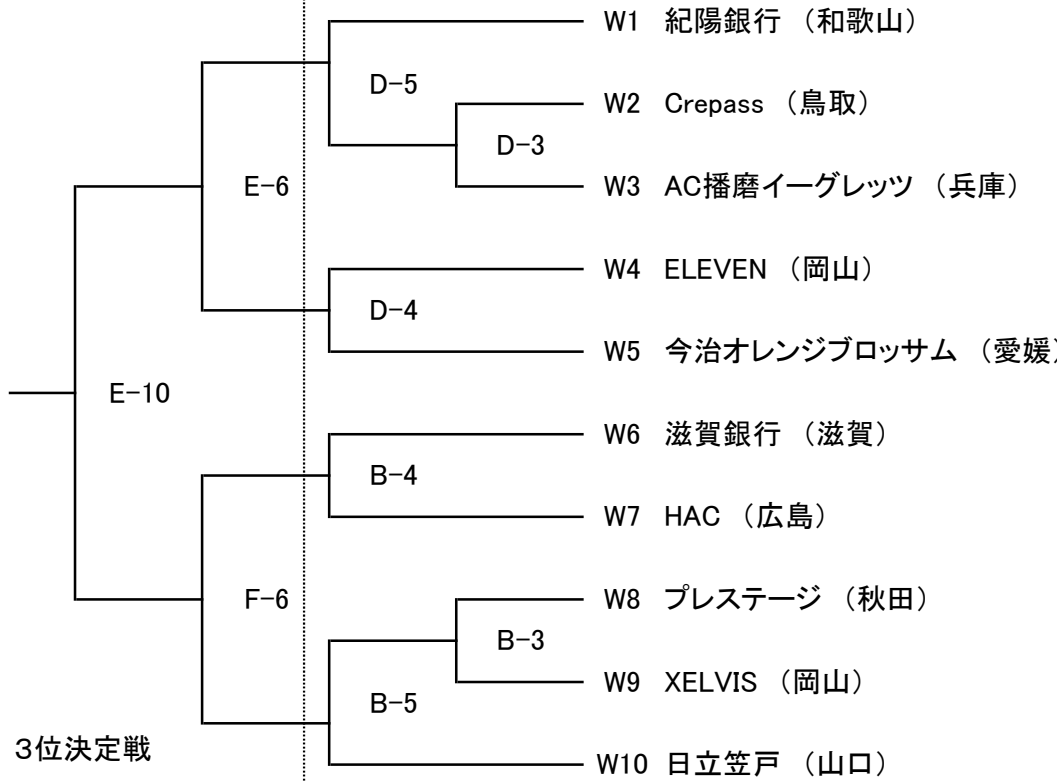 W1 紀陽銀行 （和歌山）
D-5
W2 Crepass （鳥取）
D-3
E-6
W3 AC播磨イーグレッツ （兵庫）
W4 ELEVEN （岡山）
D-4
W5 今治オレンジブロッサム （愛媛）
E-10
W6 滋賀銀行 （滋賀）
B-4
W7 HAC （広島）
F-6
W8 プレステージ （秋田）
B-3
W9 XELVIS （岡山）
B-5
3位決定戦
W10 日立笠戸 （山口）